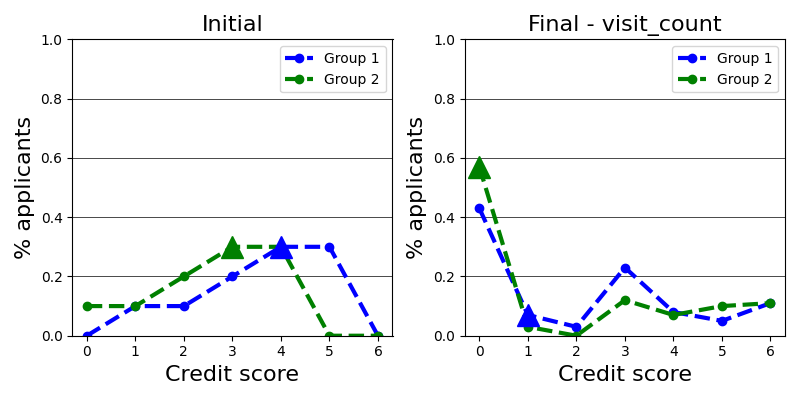 Initial
1.0
0.8
0.6
0.4
0.2
0.0
% applicants
0 1 2 3 4 5 6
Credit score
Group 1
Group 2
Final - visit_count
1.0
0.8
0.6
0.4
0.2
0.0
% applicants
0 1 2 3 4 5 6
Credit score
Group 1
Group 2